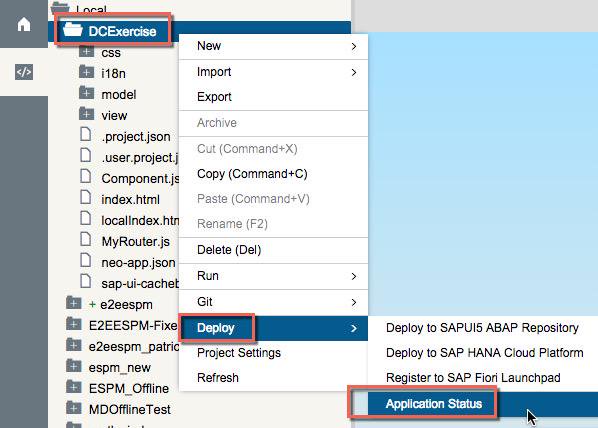 Local
DCExercise
css
i18n
model
view
.project.json
.user.project.j
Component.js
index.html
localIndex.htm
MyRouter.js
neo-app.json
sap-ui-cacheb
+ e2eespm
E2EESPM-Fixe
e2eespm_patric
espm_new
ESPM_Offline
MDOfflineTest
New
Import
Export
Archive
Cut (Command+X)
Copy (Command+C)
Paste (Command+V)
Rename (F2)
Delete (Del)
Run
Git
Deploy
Project Settings
Refresh
Deploy to SAPUI5 ABAP Repository
Deploy to SAP HANA Cloud Platform
Register to SAP Fiori Launchpad
Application Status